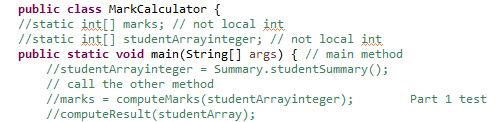 public class MarkCalculator {
//static int[] marks; // not local int
//static int[] studentArrayinteger; // not local int
public static void main(String[] args) { // main method
//studentArrayinteger = Summary.studentSummary();
// call the other method
//marks = computeMarks(studentArrayinteger); Part 1 test
//computeResult(studentArray);